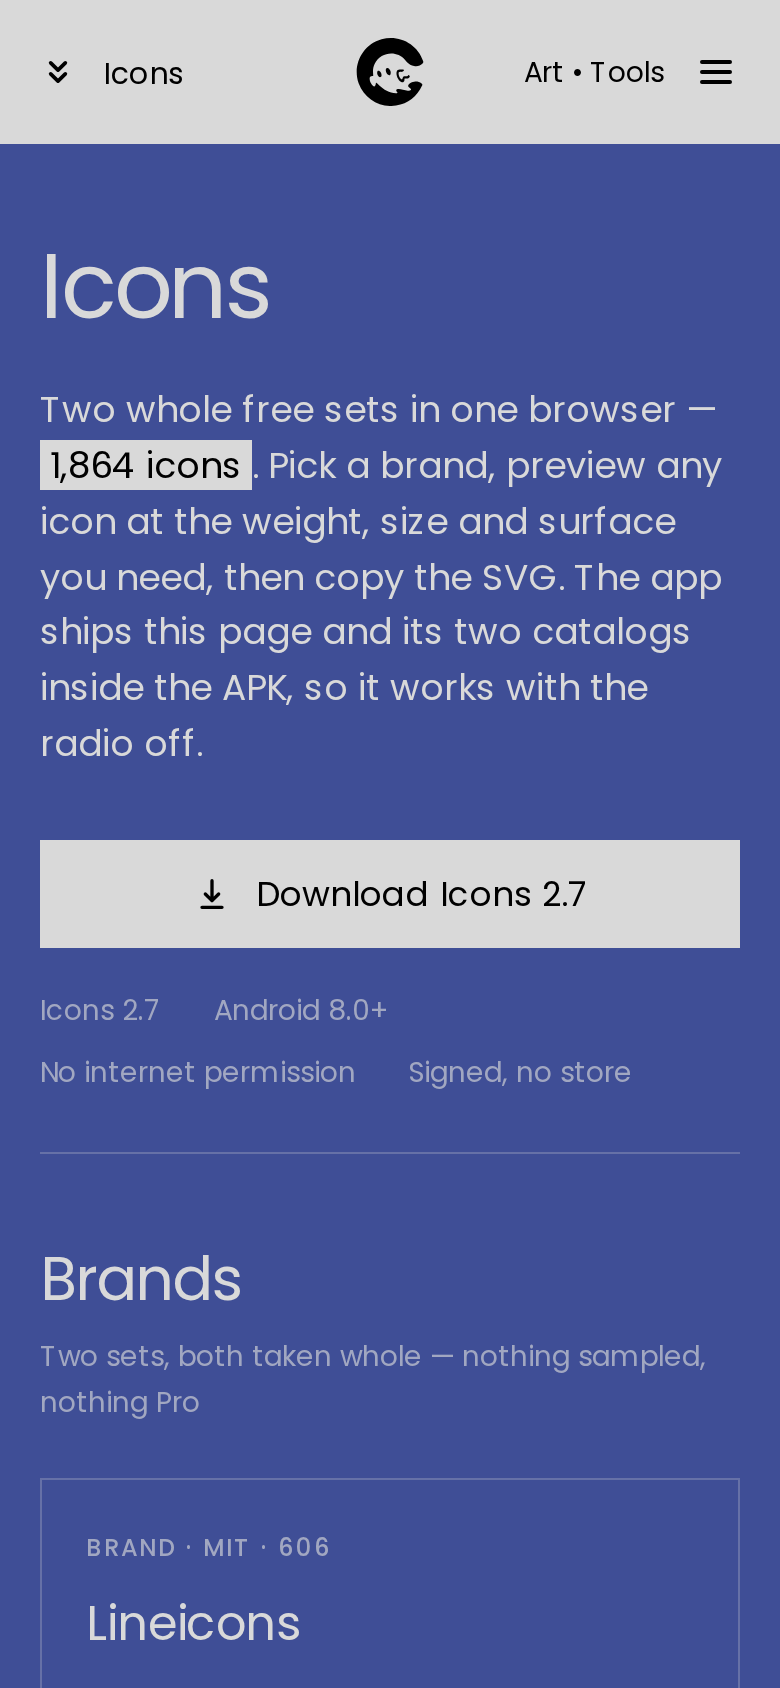 Icons
Art • Tools
Icons
Two whole free sets in one browser —
1,864 icons. Pick a brand, preview any
icon at the weight, size and surface
you need, then copy the SVG. The app
ships this page and its two catalogs
inside the APK, so it works with the
radio off.
Download Icons 2.7
Icons 2.7 Android 8.0+
No internet permission Signed, no store
Brands
Two sets, both taken whole — nothing sampled,
nothing Pro
BRAND · MIT · 606
Lineicons